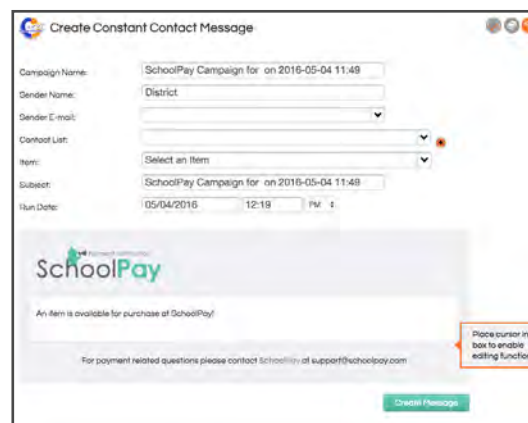 Create Constant Contact Message
Campaign Name: SchoolPay Campaign for on 2016-05-04 11:49
Sender Name: District
Sender E-mail:
Contact List:
Item: Select an Item
Subject: SchoolPay Campaign for on 2016-05-04 11:49
Run Date: 05/04/2016 12:19 PM
SchoolPay
An item is available for purchase at SchoolPay!
Place cursor in
box to enable
editing function
For payment related questions please contact SchoolPay at support@schoolpay.com
Create Message